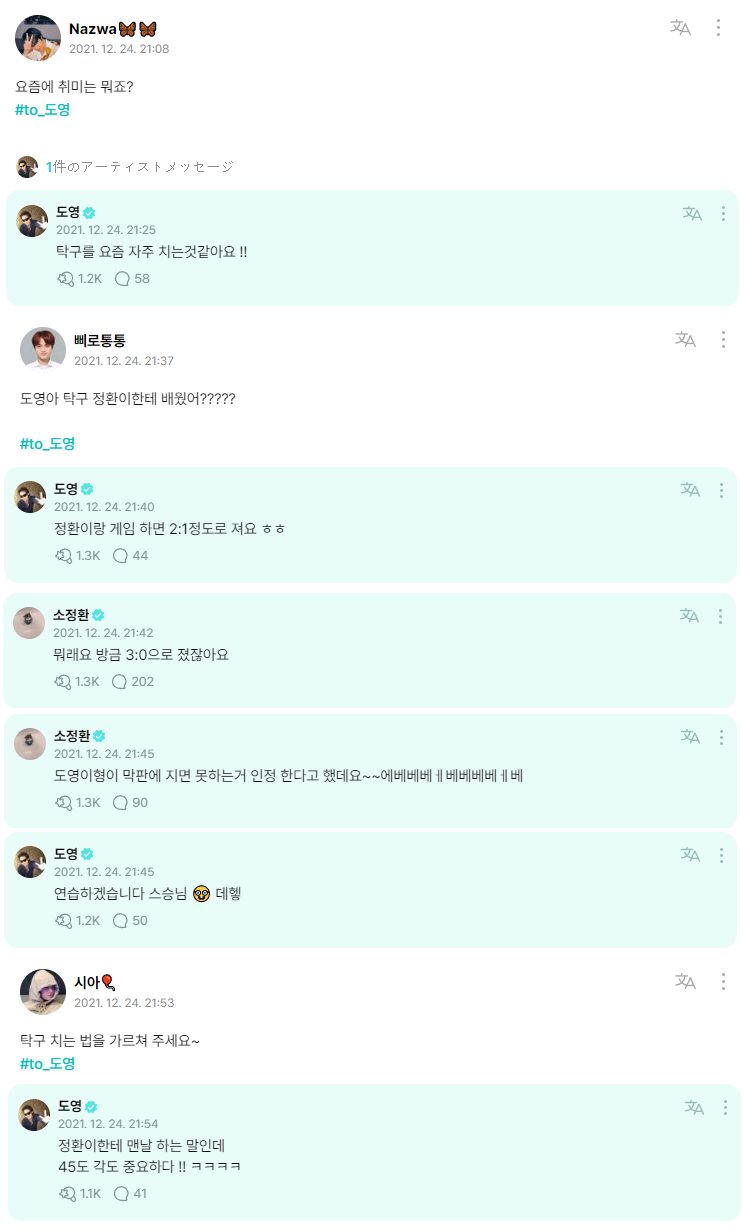 Nazwa🦋🦋
2021. 12. 24. 21:08
요즘에 취미는 뭐죠?
#to_도영
1件のアーティストメッセージ
도영
2021. 12. 24. 21:25
탁구를 요즘 자주 치는것같아요 !!
1.2K 58
삐로통통
2021. 12. 24. 21:37
도영아 탁구 정환이한테 배웠어?????
#to_도영
도영
2021. 12. 24. 21:40
정환이랑 게임 하면 2:1정도로 져요 ㅎㅎ
1.3K 44
소정환
2021. 12. 24. 21:42
뭐래요 방금 3:0으로 졌잖아요
1.3K 202
소정환
2021. 12. 24. 21:45
도영이형이 막판에 지면 못하는거 인정 한다고 했데요~~에베베베ㅔ베베베베ㅔ베
1.3K 90
도영
2021. 12. 24. 21:45
연습하겠습니다 스승님 🥸 데헿
1.2K 50
시아🎈
2021. 12. 24. 21:53
탁구 치는 법을 가르쳐 주세요~
#to_도영
도영
2021. 12. 24. 21:54
정환이한테 맨날 하는 말인데
45도 각도 중요하다 !! ㅋㅋㅋㅋ
1.1K 41